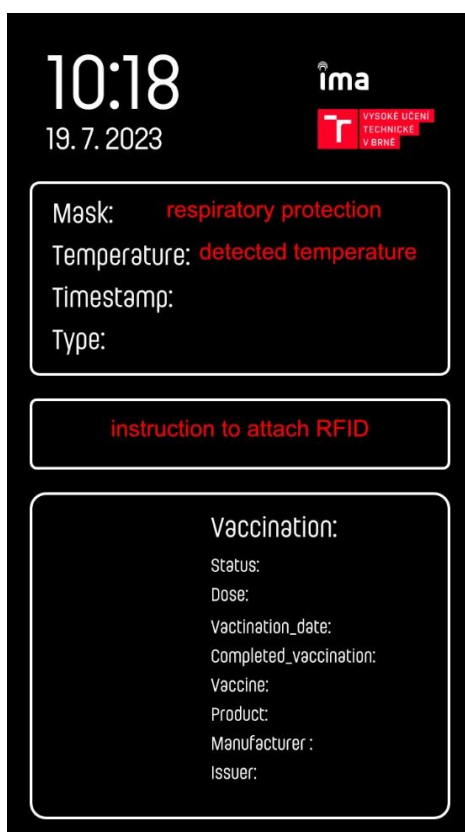 10:18
19. 7. 2023
ima
VYSOKÉ UČENÍ
TECHNICKÉ
V BRNĚ
Mask: respiratory protection
Temperature: detected temperature
Timestamp:
Type:
instruction to attach RFID
Vaccination:
Status:
Dose:
Vactination_date:
Completed_vaccination:
Vaccine:
Product:
Manufacturer :
Issuer: